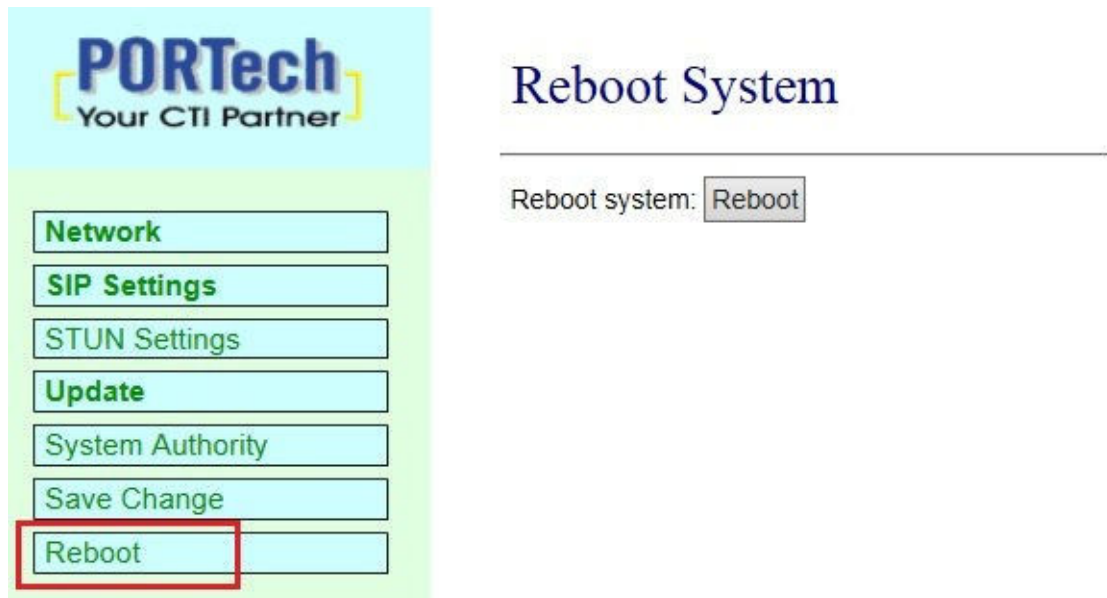 PORTech
Your CTI Partner
Network
SIP Settings
STUN Settings
Update
System Authority
Save Change
Reboot
Reboot System
Reboot system: Reboot